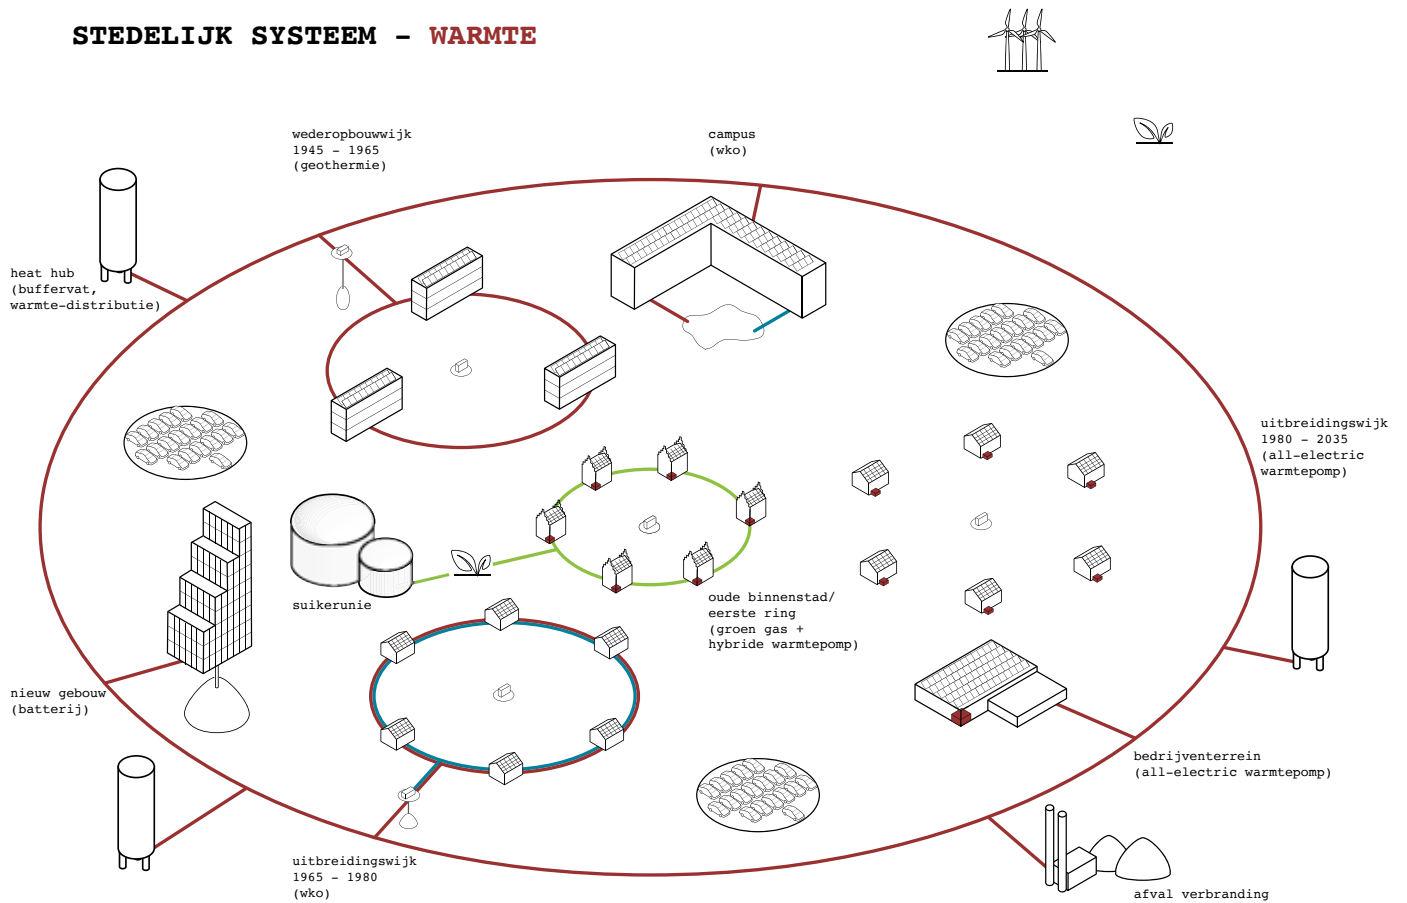 STEDELIJK SYSTEEM – WARMTE
wederopbouwwijk
1945 – 1965
(geothermie)
campus
(wko)
heat hub
(buffervat,
warmte-distributie)
uitbreidingswijk
1980 – 2035
(all-electric
warmtepomp)
suikerunie
oude binnenstad/
eerste ring
(groen gas +
hybride warmtepomp)
nieuw gebouw
(batterij)
bedrijventerrein
(all-electric warmtepomp)
uitbreidingswijk
1965 – 1980
(wko)
afval verbranding